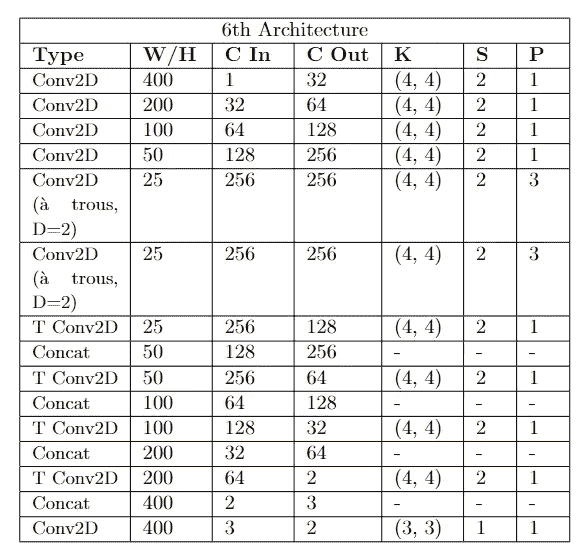 6th Architecture
Type W/H C In C Out K S P
Conv2D 400 1 32 (4, 4) 2 1
Conv2D 200 32 64 (4, 4) 2 1
Conv2D 100 64 128 (4, 4) 2 1
Conv2D 50 128 256 (4, 4) 2 1
Conv2D 25 256 256 (4, 4) 2 3
(à trous,
D=2)
Conv2D 25 256 256 (4, 4) 2 3
(à trous,
D=2)
T Conv2D 25 256 128 (4, 4) 2 1
Concat 50 128 256 - - -
T Conv2D 50 256 64 (4, 4) 2 1
Concat 100 64 128 - - -
T Conv2D 100 128 32 (4, 4) 2 1
Concat 200 32 64 - - -
T Conv2D 200 64 2 (4, 4) 2 1
Concat 400 2 3 - - -
Conv2D 400 3 2 (3, 3) 1 1